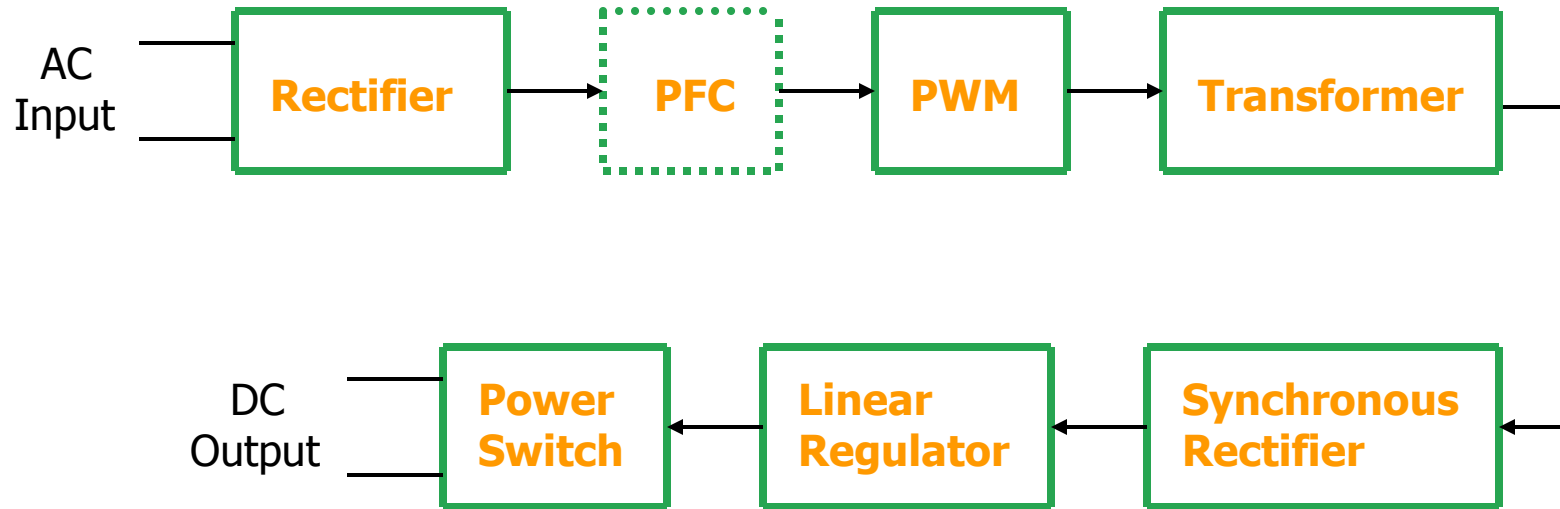 AC
Input
Rectifier
PFC
PWM
Transformer
DC
Output
Power
Switch
Linear
Regulator
Synchronous
Rectifier